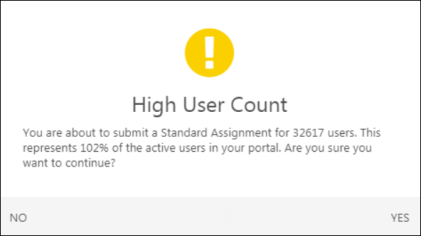 High User Count
You are about to submit a Standard Assignment for 32617 users. This
represents 102% of the active users in your portal. Are you sure you
want to continue?
NO YES